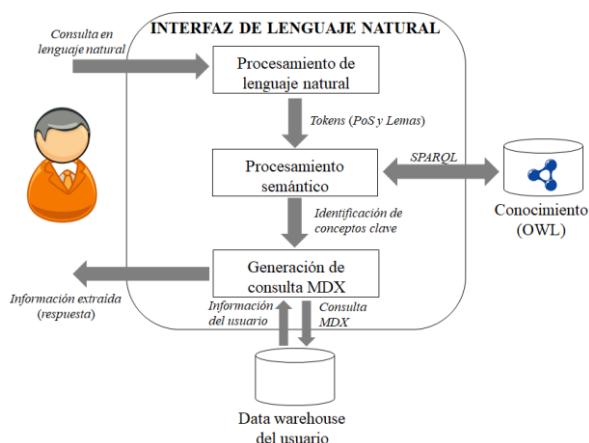 INTERFAZ DE LENGUAJE NATURAL
Consulta en
lenguaje natural
Procesamiento de
lenguaje natural
Tokens (PoS y Lemas)
Procesamiento
semántico
SPARQL
Conocimiento
(OWL)
Identificación de
conceptos clave
Generación de
consulta MDX
Información extraída
(respuesta)
Información
del usuario
Consulta
MDX
Data warehouse
del usuario